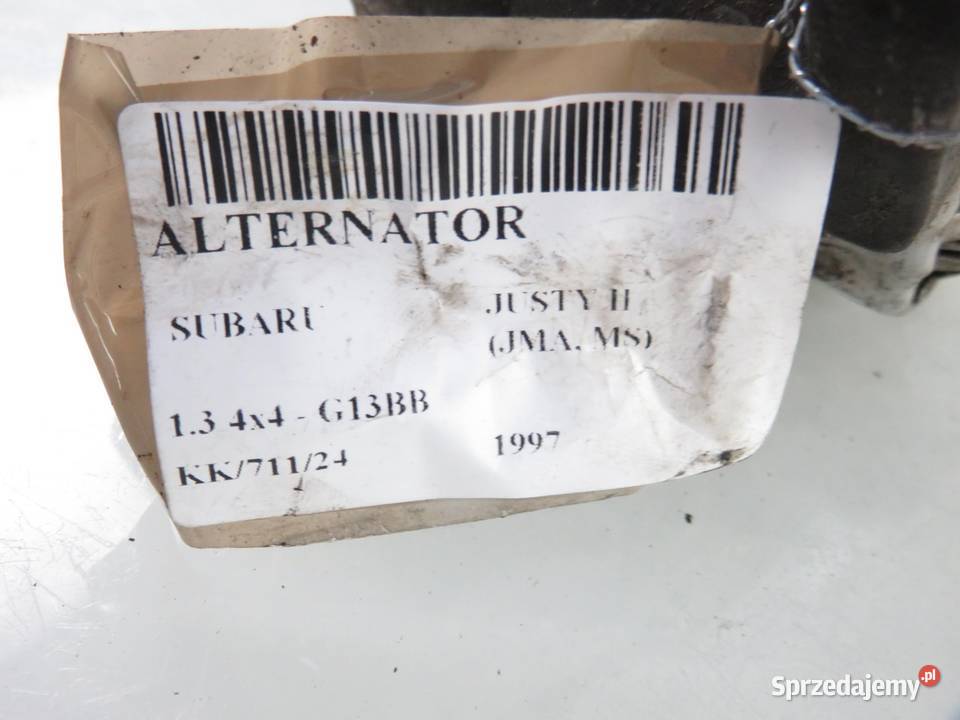 ALTERNATOR
SUBARU
JUSTY II
(JMA, MS)
1.3 4x4 - G13BB
KK/711/24
1997
Sprzedajemy.pl